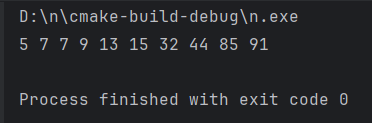 D:\n\cmake-build-debug\n.exe
5 7 7 9 13 15 32 44 85 91
Process finished with exit code 0